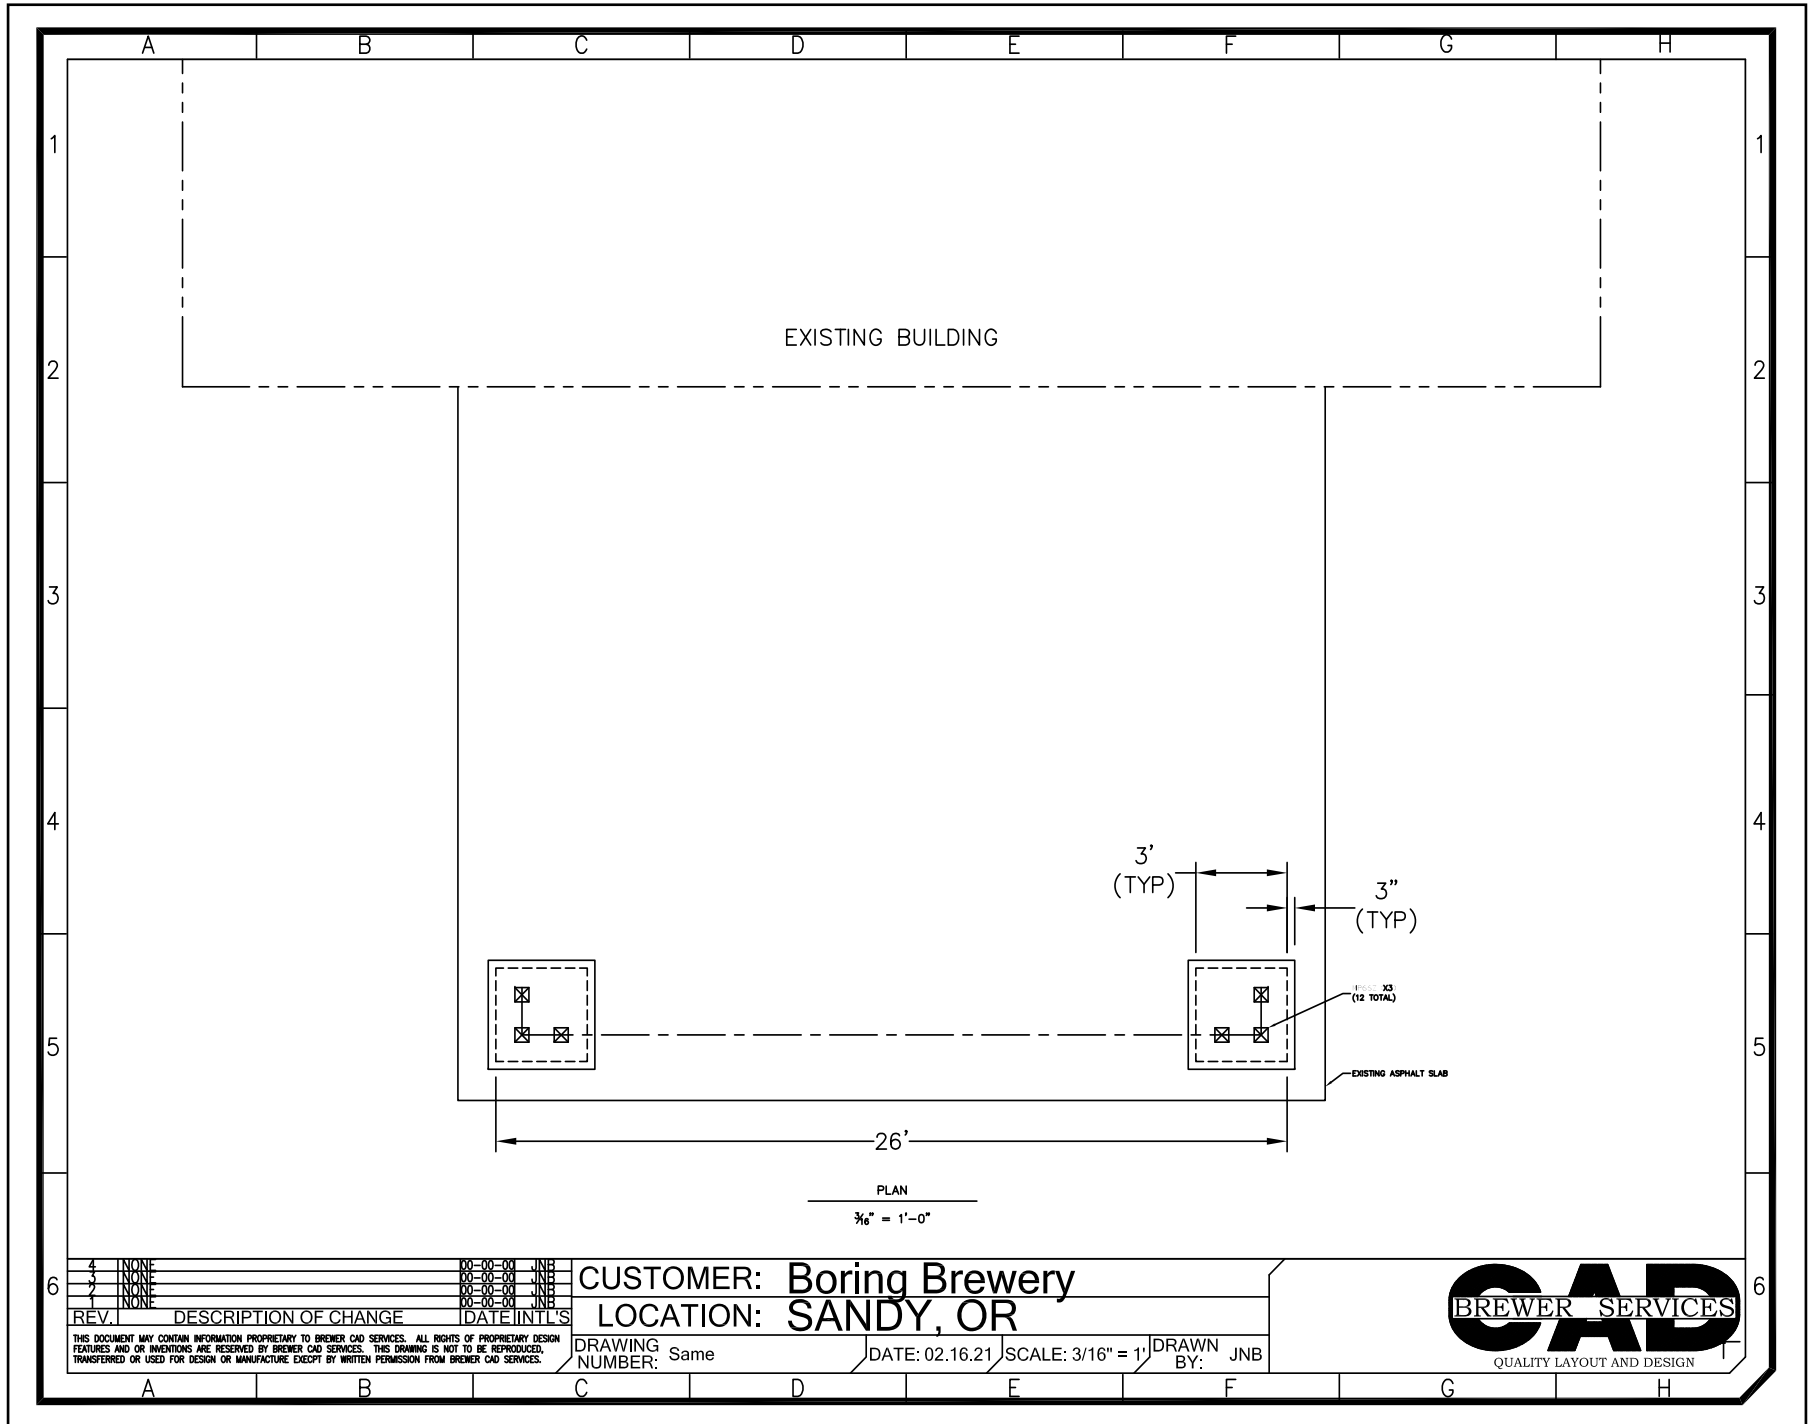 A B C D E F G H
1 1
EXISTING BUILDING
2 2
3 3
4 4
3’
(TYP)
3”
(TYP)
X3
(12 TOTAL)
5 5
EXISTING ASPHALT SLAB
26’
PLAN
3/16" = 1'-0"
6 6
4 NONE 00-00-00 JNB
3 NONE 00-00-00 JNB
2 NONE 00-00-00 JNB
1 NONE 00-00-00 JNB
REV. DESCRIPTION OF CHANGE DATE INTL'S
THIS DOCUMENT MAY CONTAIN INFORMATION PROPRIETARY TO BREWER CAD SERVICES. ALL RIGHTS OF PROPRIETARY DESIGN
FEATURES AND OR INVENTIONS ARE RESERVED BY BREWER CAD SERVICES. THIS DRAWING IS NOT TO BE REPRODUCED,
TRANSFERRED OR USED FOR DESIGN OR MANUFACTURE EXECPT BY WRITTEN PERMISSION FROM BREWER CAD SERVICES.
CUSTOMER: Boring Brewery
LOCATION: SANDY, OR
DRAWING
NUMBER: Same
DATE: 02.16.21
SCALE: 3/16" = 1'
DRAWN
BY: JNB
CAD
BREWER SERVICES
QUALITY LAYOUT AND DESIGN
A B C D E F G H